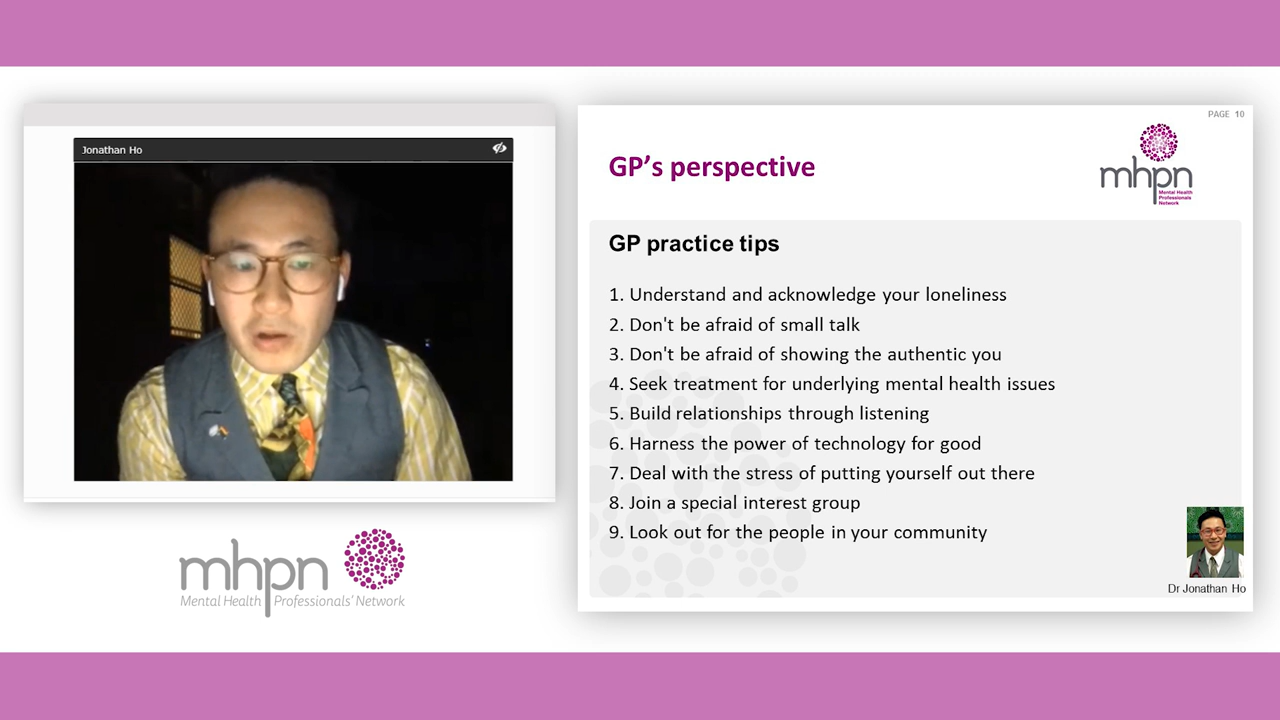 Jonathan Ho
mhpn
Mental Health Professionals' Network
PAGE 10
GP's perspective
mhpn
Mental Health
Professionals
Network
GP practice tips
1. Understand and acknowledge your loneliness
2. Don't be afraid of small talk
3. Don't be afraid of showing the authentic you
4. Seek treatment for underlying mental health issues
5. Build relationships through listening
6. Harness the power of technology for good
7. Deal with the stress of putting yourself out there
8. Join a special interest group
9. Look out for the people in your community
Dr Jonathan Ho